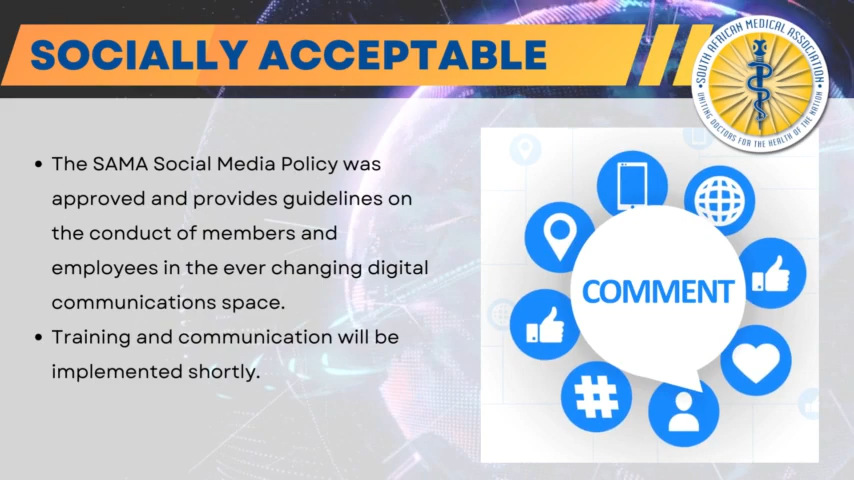 SOCIALLY ACCEPTABLE
SOUTH AFRICAN MEDICAL ASSOCIATION
UNITING DOCTORS FOR THE HEALTH OF THE NATION
• The SAMA Social Media Policy was
approved and provides guidelines on
the conduct of members and
employees in the ever changing digital
communications space.
• Training and communication will be
implemented shortly.
COMMENT
#